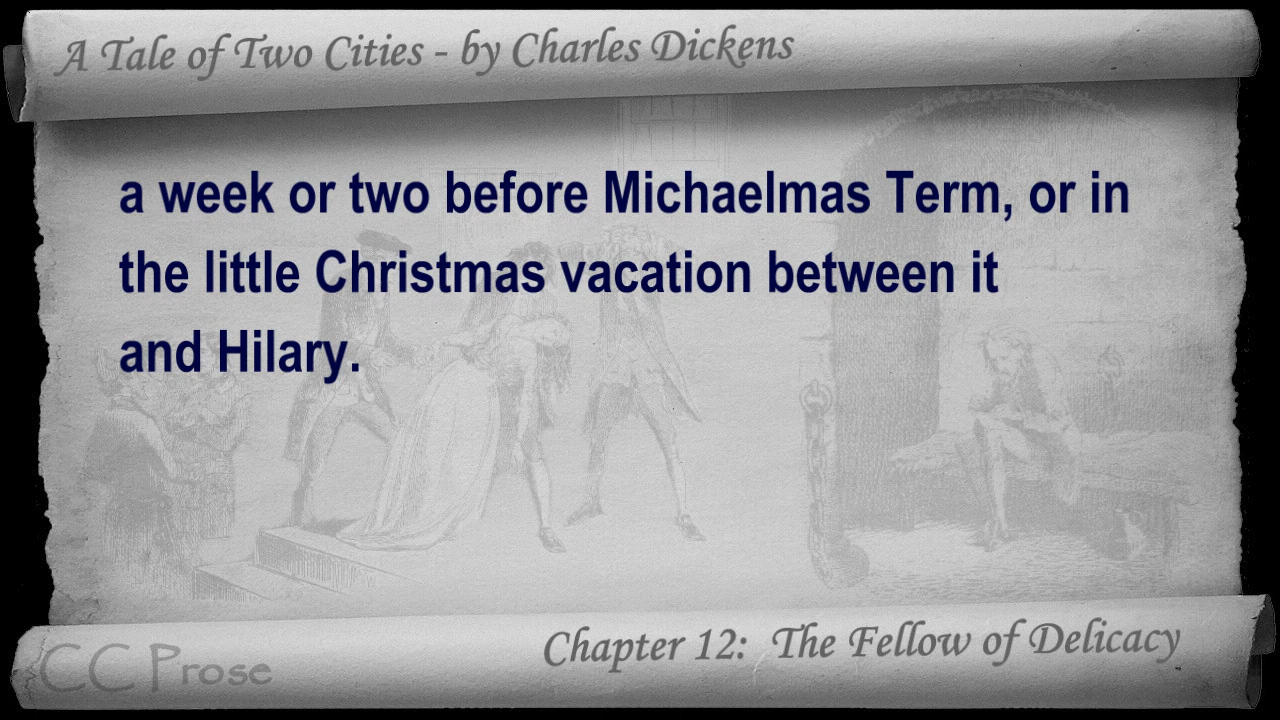 A Tale of Two Cities - by Charles Dickens
a week or two before Michaelmas Term, or in
the little Christmas vacation between it
and Hilary.
Chapter 12: The Fellow of Delicacy
CC Prose